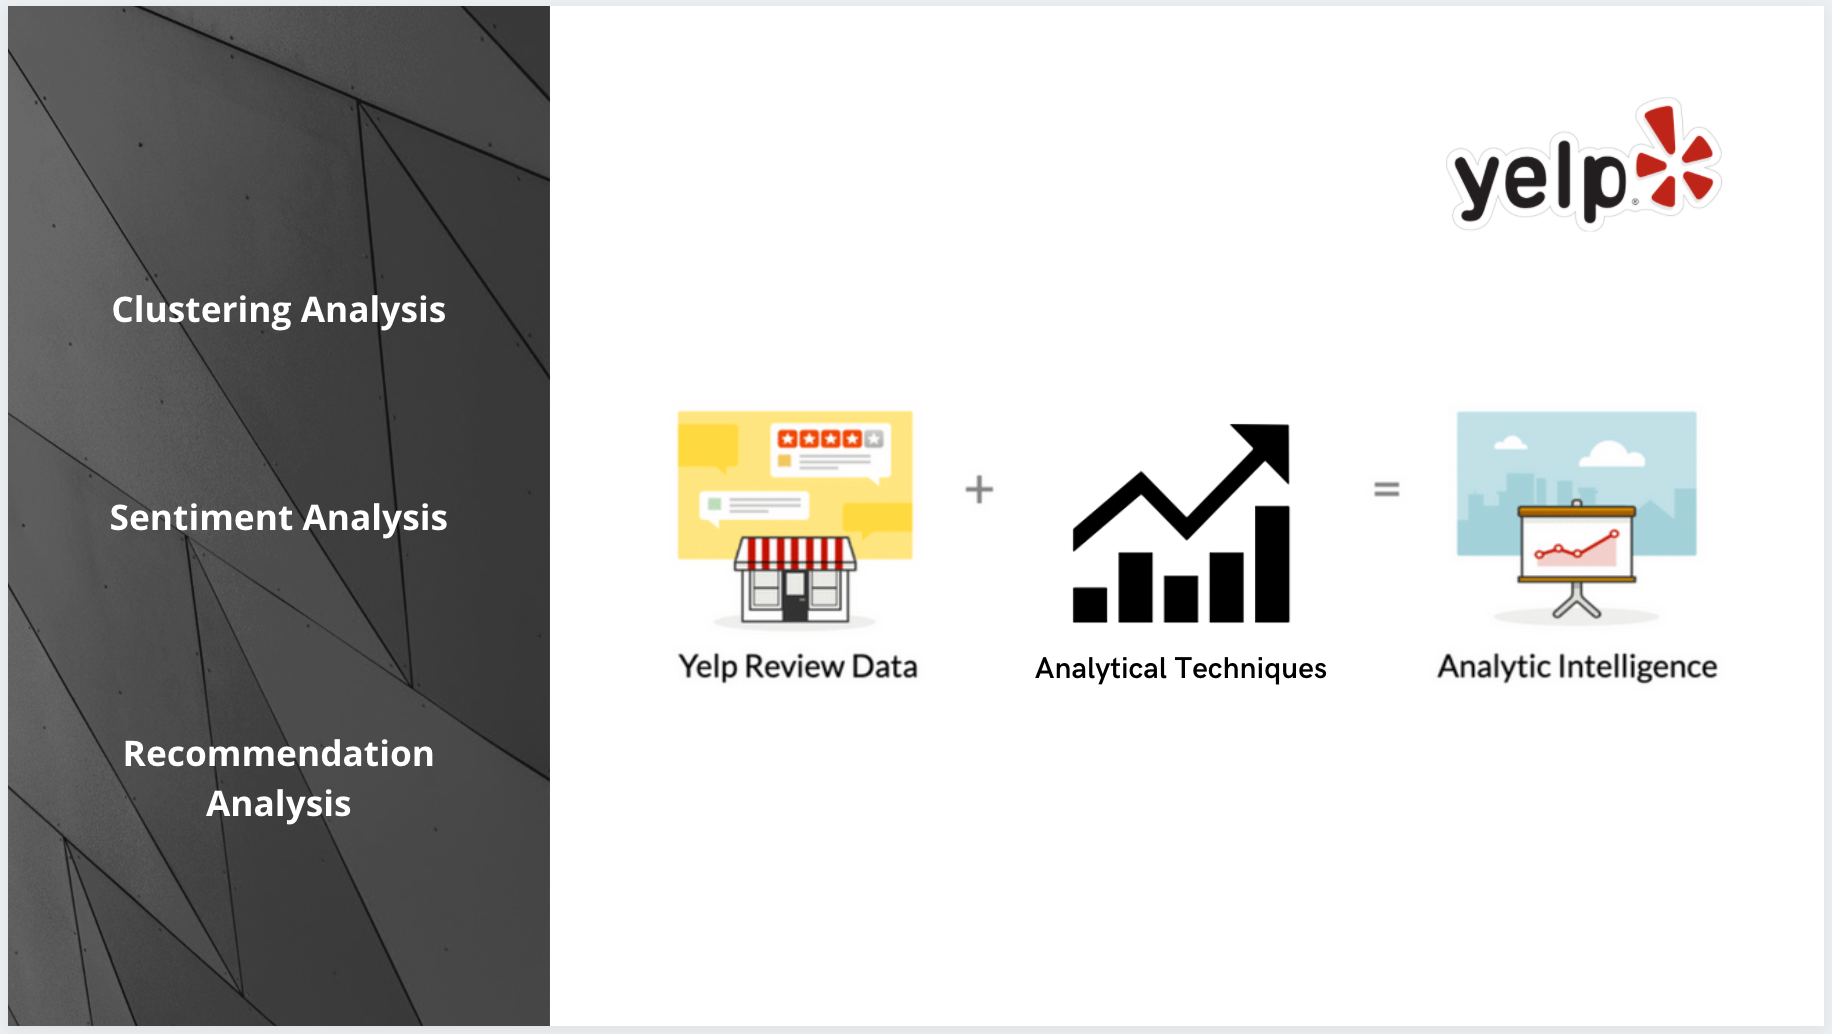 Clustering Analysis
Sentiment Analysis
Recommendation
Analysis
yelp
+
=
Yelp Review Data
Analytical Techniques
Analytic Intelligence